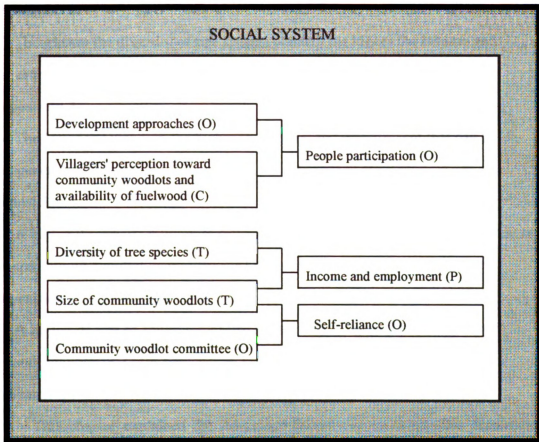 SOCIAL SYSTEM
Development approaches (O)
Villagers' perception toward
community woodlots and
availability of fuelwood (C)
People participation (O)
Diversity of tree species (T)
Size of community woodlots (T)
Community woodlot committee (O)
Income and employment (P)
Self-reliance (O)